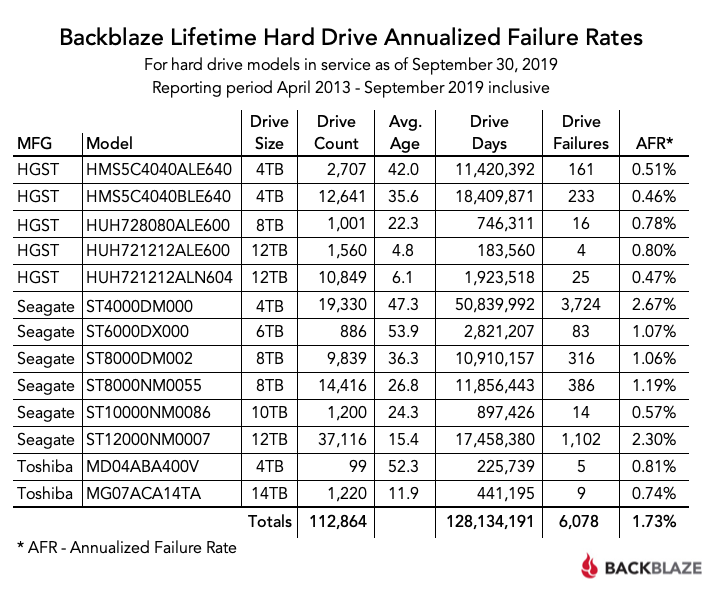 Backblaze Lifetime Hard Drive Annualized Failure Rates
For hard drive models in service as of September 30, 2019
Reporting period April 2013 - September 2019 inclusive
MFG Model Drive Size Drive Count Avg. Age Drive Days Drive Failures AFR*
HGST HMS5C4040ALE640 4TB 2,707 42.0 11,420,392 161 0.51%
HGST HMS5C4040BLE640 4TB 12,641 35.6 18,409,871 233 0.46%
HGST HUH728080ALE600 8TB 1,001 22.3 746,311 16 0.78%
HGST HUH721212ALE600 12TB 1,560 4.8 183,560 4 0.80%
HGST HUH721212ALN604 12TB 10,849 6.1 1,923,518 25 0.47%
Seagate ST4000DM000 4TB 19,330 47.3 50,839,992 3,724 2.67%
Seagate ST6000DX000 6TB 886 53.9 2,821,207 83 1.07%
Seagate ST8000DM002 8TB 9,839 36.3 10,910,157 316 1.06%
Seagate ST8000NM0055 8TB 14,416 26.8 11,856,443 386 1.19%
Seagate ST10000NM0086 10TB 1,200 24.3 897,426 14 0.57%
Seagate ST12000NM0007 12TB 37,116 15.4 17,458,380 1,102 2.30%
Toshiba MD04ABA400V 4TB 99 52.3 225,739 5 0.81%
Toshiba MG07ACA14TA 14TB 1,220 11.9 441,195 9 0.74%
Totals 112,864 128,134,191 6,078 1.73%
* AFR - Annualized Failure Rate
BACKBLAZE